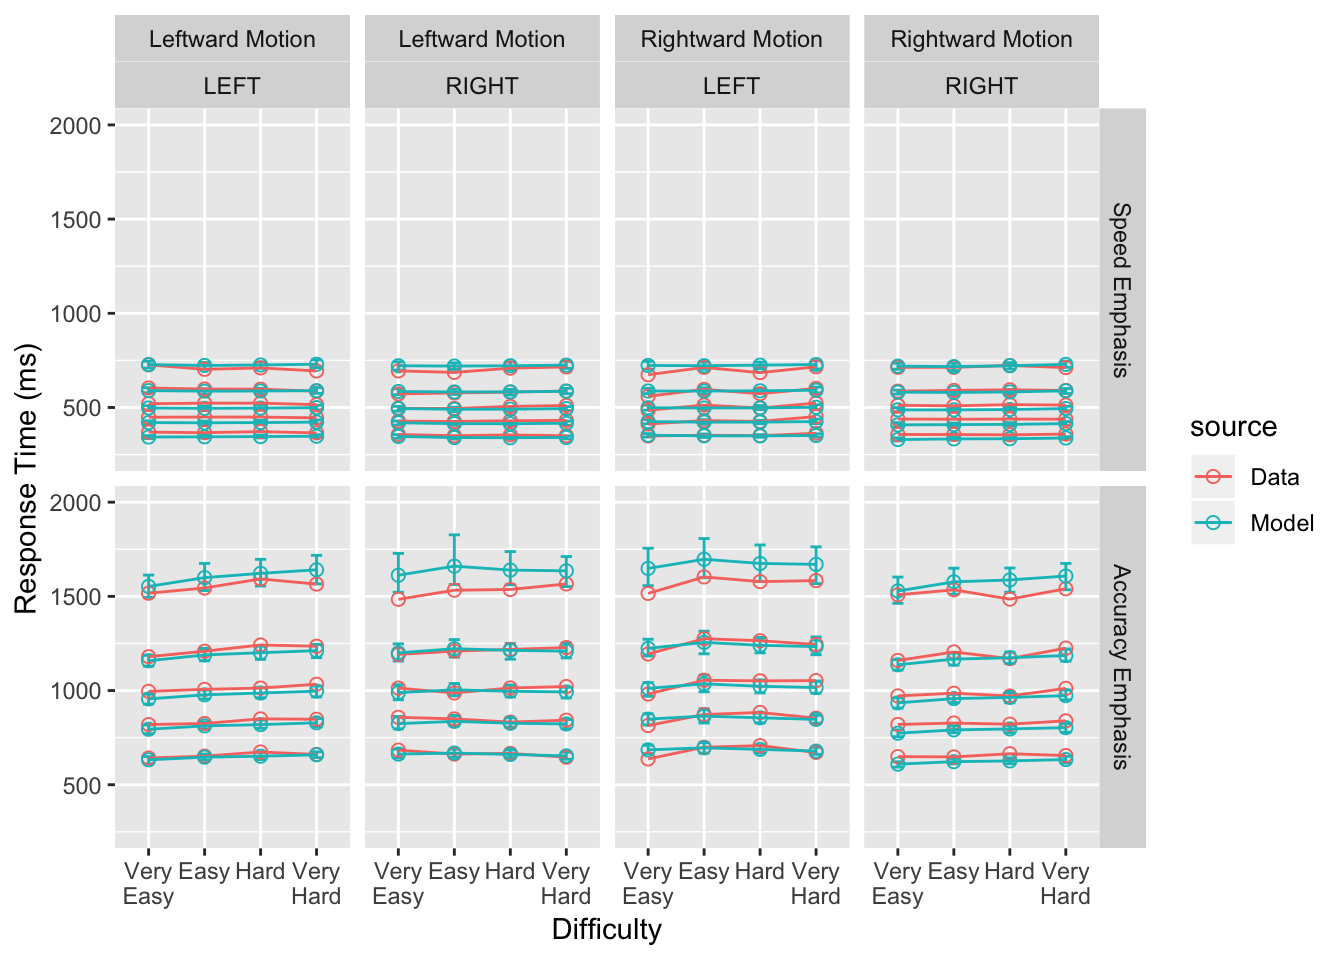 Leftward Motion Leftward Motion Rightward Motion Rightward Motion
LEFT RIGHT LEFT RIGHT
2000
1500
1000
500
Speed Emphasis
2000
1500
1000
500
Accuracy Emphasis
Response Time (ms)
Very Easy Hard Very Very Easy Hard Very Very Easy Hard Very Very Easy Hard Very
Easy Hard Easy Hard Easy Hard Easy Hard
Difficulty
source
Data
Model